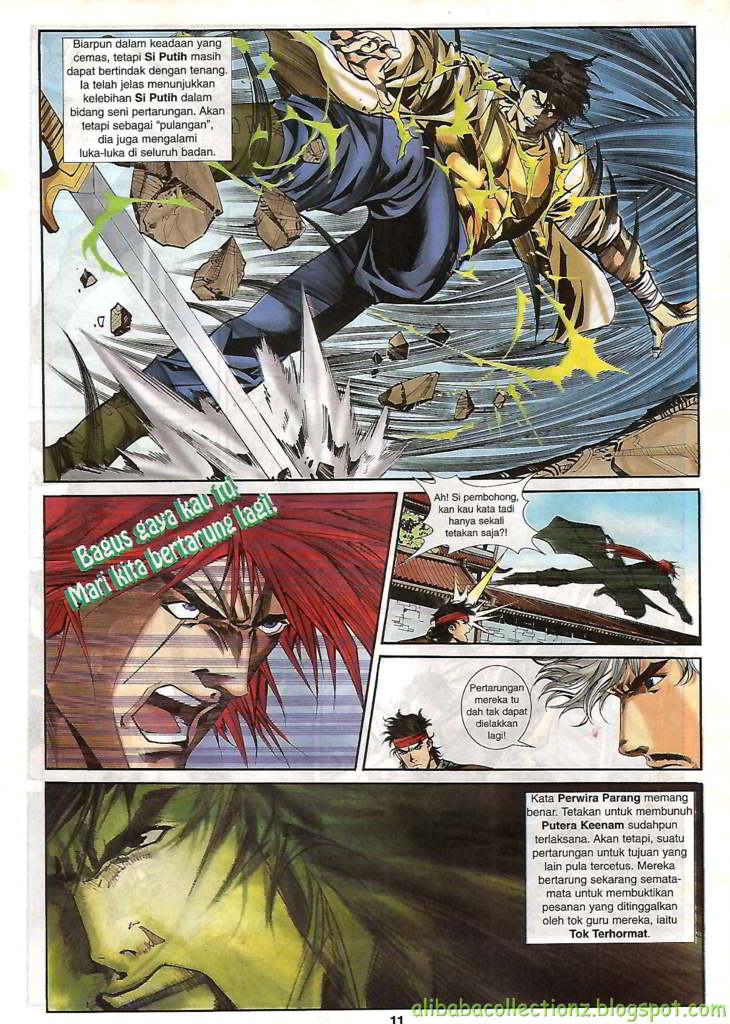 Biarpun dalam keadaan yang
cemas, tetapi Si Putih masih
dapat bertindak dengan tenang.
Ia telah jelas menunjukkan
kelebihan Si Putih dalam
bidang seni pertarungan. Akan
tetapi sebagai “pulangan”,
dia juga mengalami
luka-luka di seluruh badan.
Bagus gaya kau tu!
Mari kita bertarung lagi!
Ah! Si pembohong,
kan kau kata tadi
hanya sekali
tetakan saja?!
Pertarungan
mereka tu
dah tak dapat
dielakkan
lagi!
Kata Perwira Parang memang
benar. Tetakan untuk membunuh
Putera Keenam sudahpun
terlaksana. Akan tetapi, suatu
pertarungan untuk tujuan yang
lain pula tercetus. Mereka
bertarung sekarang semata-
mata untuk membuktikan
pesanan yang ditinggalkan
oleh tok guru mereka, iaitu
Tok Terhormat.
11
alibabacollectionz.blogspot.com